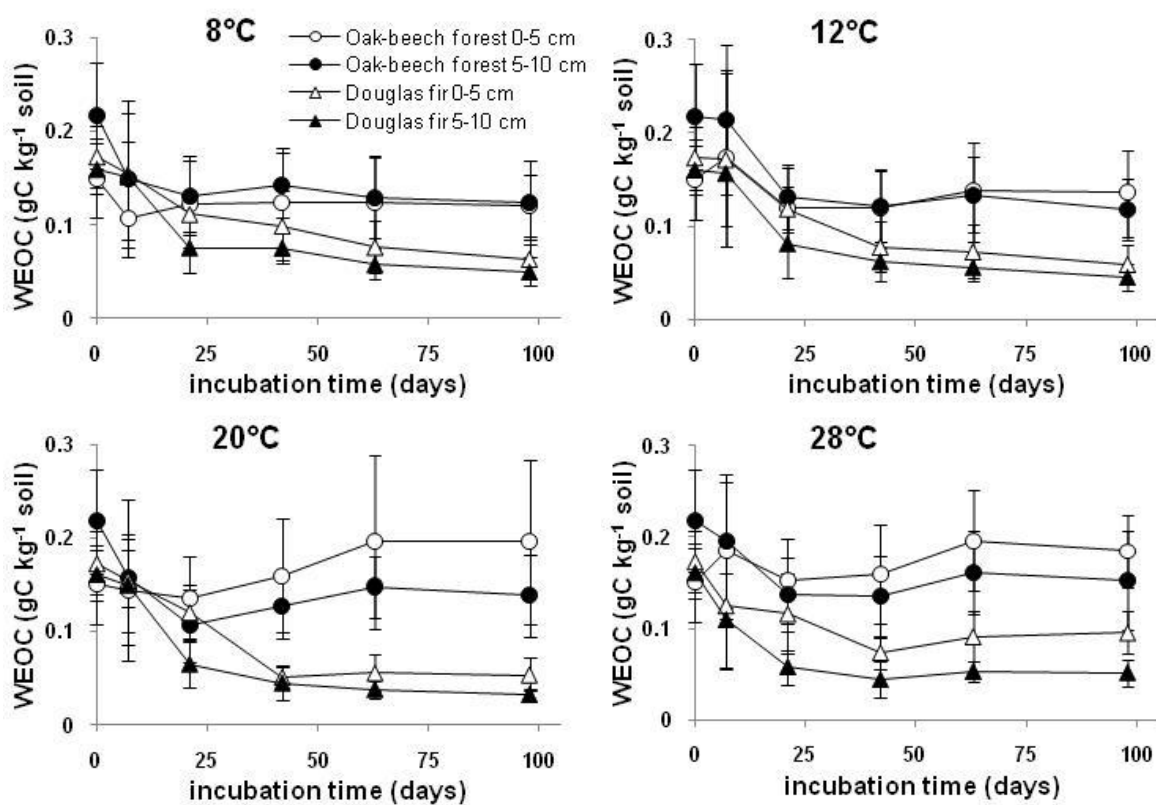 8°C
Oak-beech forest 0-5 cm
Oak-beech forest 5-10 cm
Douglas fir 0-5 cm
Douglas fir 5-10 cm
WEOC (gC kg⁻¹ soil)
0.3
0.2
0.1
0
0 25 50 75 100
incubation time (days)
12°C
WEOC (gC kg⁻¹ soil)
0.3
0.2
0.1
0
0 25 50 75 100
incubation time (days)
20°C
WEOC (gC kg⁻¹ soil)
0.3
0.2
0.1
0
0 25 50 75 100
incubation time (days)
28°C
WEOC (gC kg⁻¹ soil)
0.3
0.2
0.1
0
0 25 50 75 100
incubation time (days)